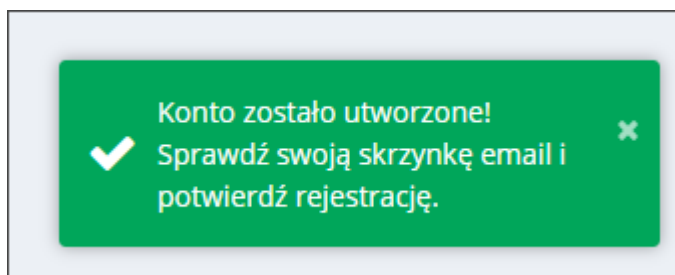 Konto zostało utworzone!
Sprawdź swoją skrzynkę email i
potwierdź rejestrację.